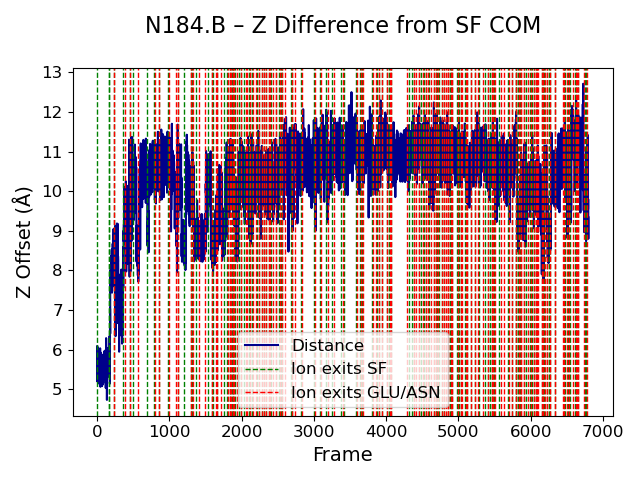 N184.B – Z Difference from SF COM
13
12
11
10
9
8
7
6
5
Z Offset (Å)
Distance
Ion exits SF
Ion exits GLU/ASN
0 1000 2000 3000 4000 5000 6000 7000
Frame